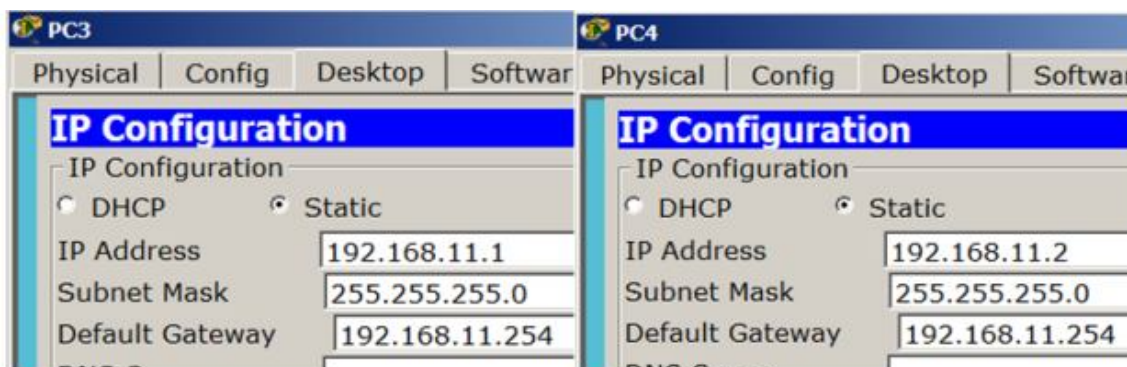 PC3
Physical Config Desktop Softwar
IP Configuration
IP Configuration
DHCP Static
IP Address 192.168.11.1
Subnet Mask 255.255.255.0
Default Gateway 192.168.11.254
PC4
Physical Config Desktop Softwar
IP Configuration
IP Configuration
DHCP Static
IP Address 192.168.11.2
Subnet Mask 255.255.255.0
Default Gateway 192.168.11.254